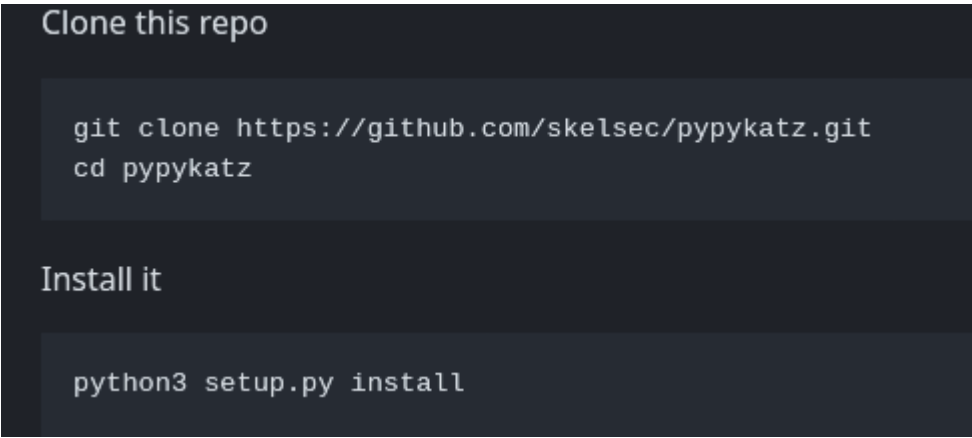 Clone this repo
git clone https://github.com/skelsec/pypykatz.git
cd pypykatz
Install it
python3 setup.py install